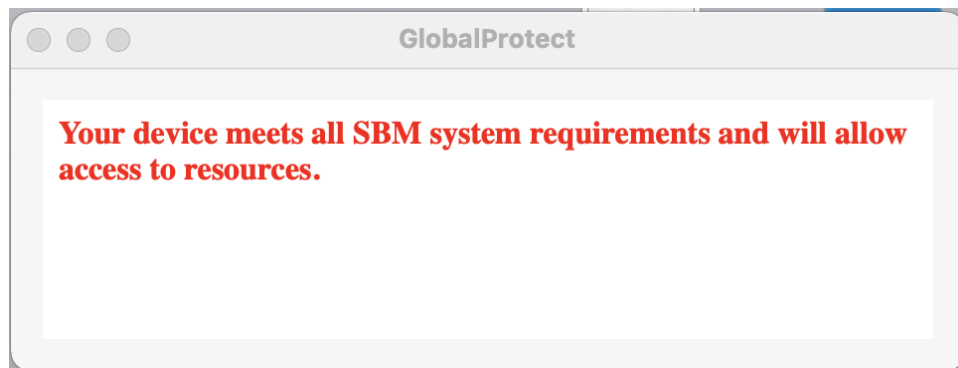 GlobalProtect
Your device meets all SBM system requirements and will allow
access to resources.